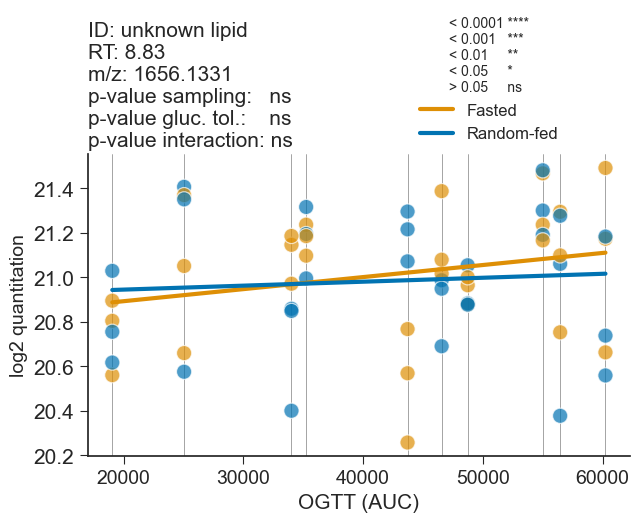 ID: unknown lipid
RT: 8.83
m/z: 1656.1331
p-value sampling: ns
p-value gluc. tol.: ns
p-value interaction: ns
< 0.0001 ****
< 0.001 ***
< 0.01 **
< 0.05 *
> 0.05 ns
Fasted
Random-fed
log2 quantitation
21.4
21.2
21.0
20.8
20.6
20.4
20.2
20000 30000 40000 50000 60000
OGTT (AUC)